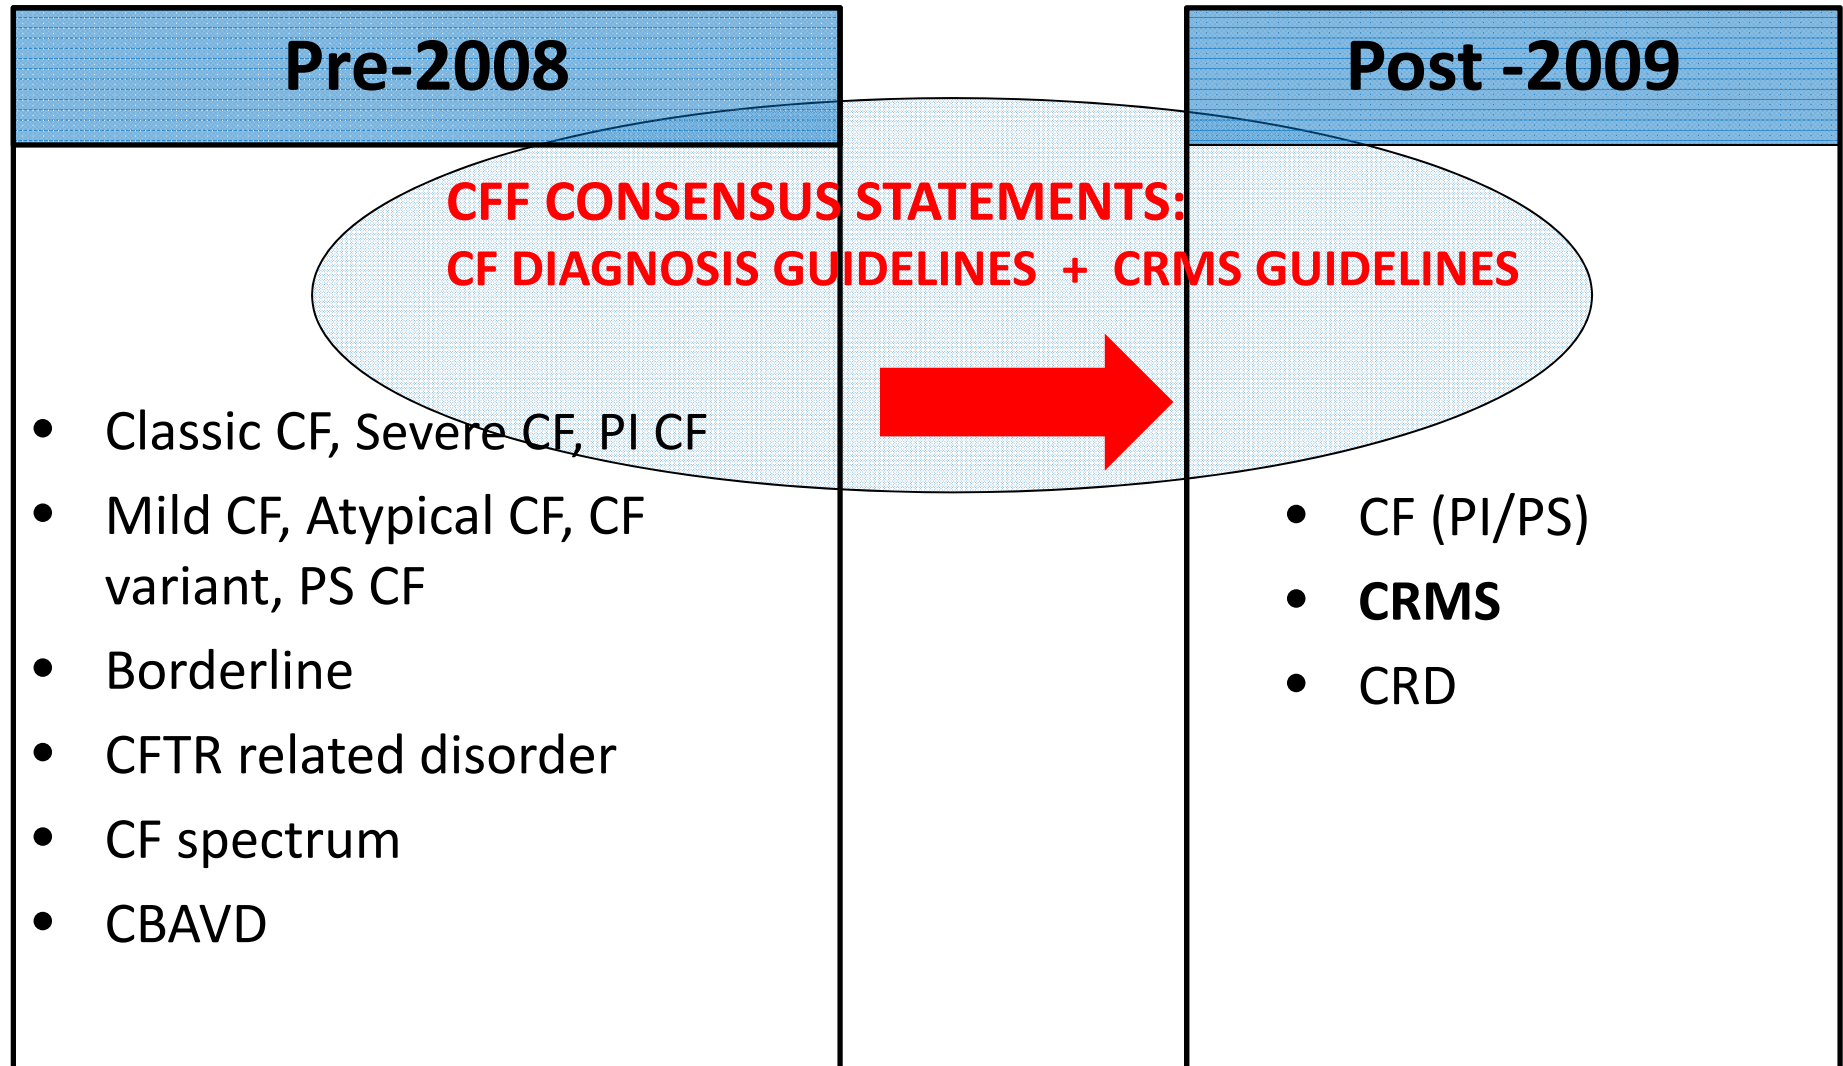 Pre-2008
Post -2009
CFF CONSENSUS STATEMENTS:
CF DIAGNOSIS GUIDELINES + CRMS GUIDELINES
• Classic CF, Severe CF, PI CF
• Mild CF, Atypical CF, CF
variant, PS CF
• Borderline
• CFTR related disorder
• CF spectrum
• CBAVD
• CF (PI/PS)
• CRMS
• CRD